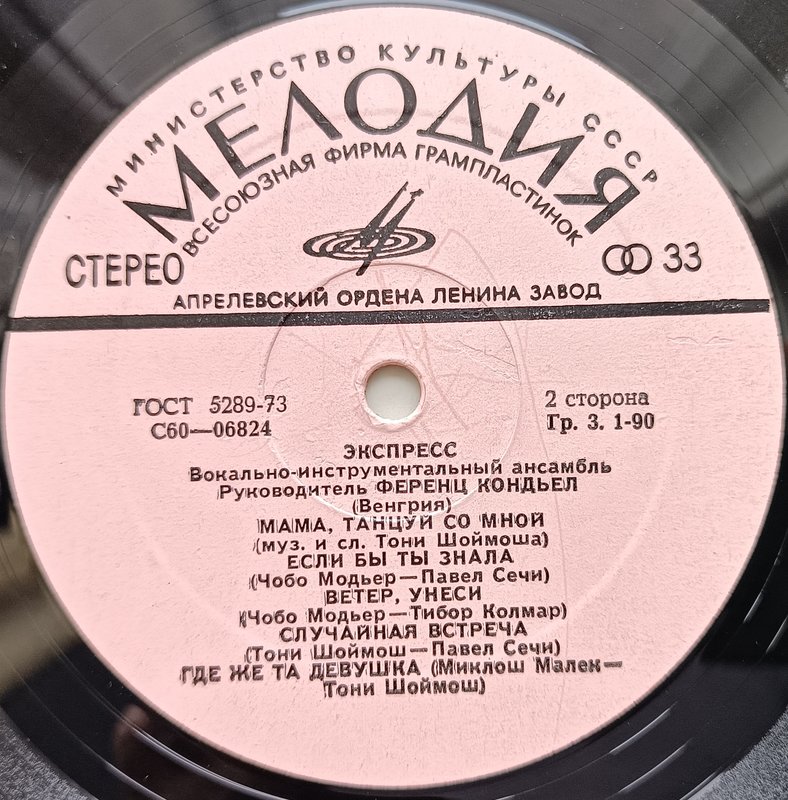 МИНИСТЕРСТВО КУЛЬТУРЫ СССР
МЕЛОДИЯ
ВСЕСОЮЗНАЯ ФИРМА ГРАМПЛАСТИНОК
СТЕРЕО
33
АПРЕЛЕВСКИЙ ОРДЕНА ЛЕНИНА ЗАВОД
ГОСТ 5289-73
2 сторона
С60—06824
Гр. 3. 1-90
ЭКСПРЕСС
Вокально-инструментальный ансамбль
Руководитель ФЕРЕНЦ КОНДЬЕЛ
(Венгрия)
МАМА, ТАНЦУЙ СО МНОЙ
(муз. и сл. Тони Шоймоша)
ЕСЛИ БЫ ТЫ ЗНАЛА
(Чобо Модьер—Павел Сечи)
ВЕТЕР, УНЕСИ
(Чобо Модьер—Тибор Колмар)
СЛУЧАЙНАЯ ВСТРЕЧА
(Тони Шоймош—Павел Сечи)
ГДЕ ЖЕ ТА ДЕВУШКА (Миклош Малек—
Тони Шоймош)